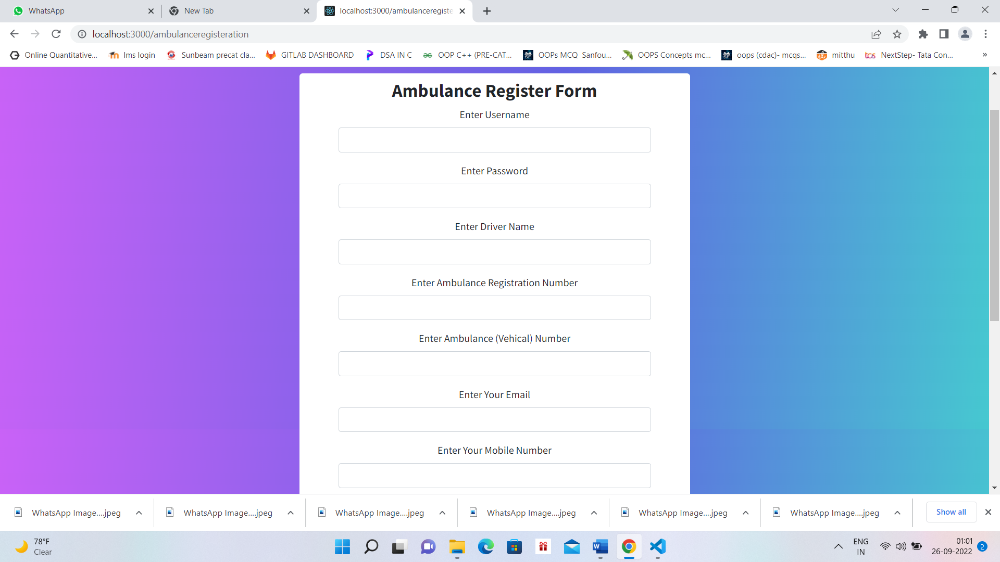 WhatsApp
New Tab
localhost:3000/ambulanceregiste
localhost:3000/ambulanceregisteration
Online Quantitative...
lms login
Sunbeam precat cla...
GITLAB DASHBOARD
DSA IN C
OOP C++ (PRE-CAT...
OOPs MCQ Sanfou...
OOPS Concepts mc...
oops (cdac)- mcqs...
mitthu
tcs
NextStep- Tata Con...
»
Ambulance Register Form
Enter Username
Enter Password
Enter Driver Name
Enter Ambulance Registration Number
Enter Ambulance (Vehical) Number
Enter Your Email
Enter Your Mobile Number
WhatsApp Image....jpeg
WhatsApp Image....jpeg
WhatsApp Image....jpeg
WhatsApp Image....jpeg
WhatsApp Image....jpeg
WhatsApp Image....jpeg
Show all
78°F
Clear
ENG
IN
01:01
26-09-2022
2